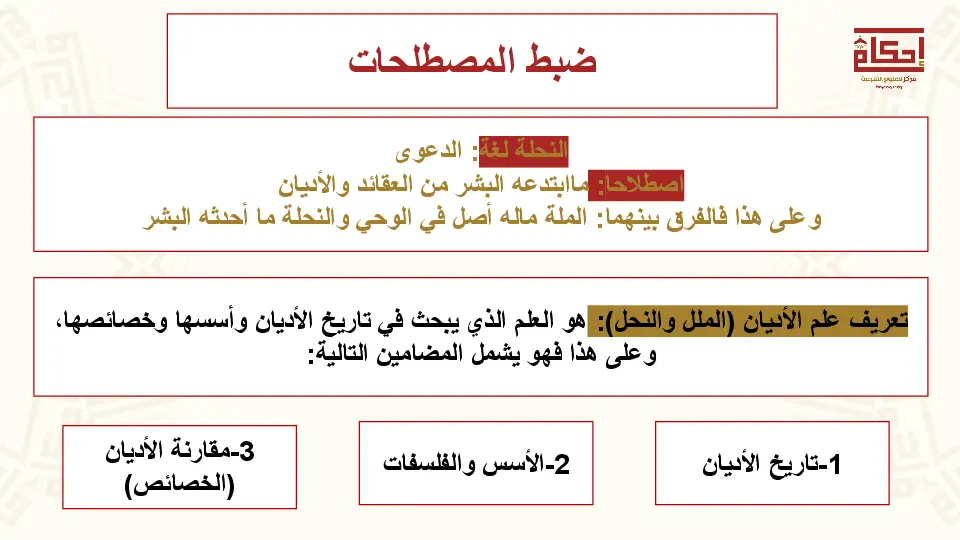 ضبط المصطلحات
إحكام
مركز للعلوم الشرعية
النحلة لغة: الدعوى
اصطلاحا: ماابتدعه البشر من العقائد والأديان
وعلى هذا فالفرق بينهما: الملة ماله أصل في الوحي والنحلة ما أحدثه البشر
تعريف علم الأديان (الملل والنحل): هو العلم الذي يبحث في تاريخ الأديان وأسسها وخصائصها،
وعلى هذا فهو يشمل المضامين التالية:
1-تاريخ الأديان
2-الأسس والفلسفات
3-مقارنة الأديان
(الخصائص)